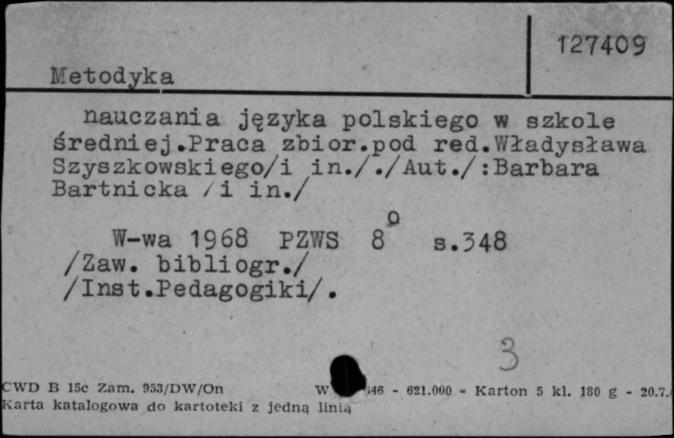 127409
Metodyka
nauczania języka polskiego w szkole
średniej.Praca zbior.pod red.Władysława
Szyszkowskiego/i in././Aut./:Barbara
Bartnicka /i in./
W-wa 1968 PZWS 8o s.348
/Zaw. bibliogr./
/Inst.Pedagogiki/.
3
CWD B 15c Zam. 953/DW/On W 46 - 621.000 - Karton 5 kl. 180 g - 20.7.
Karta katalogowa do kartoteki z jedną linią